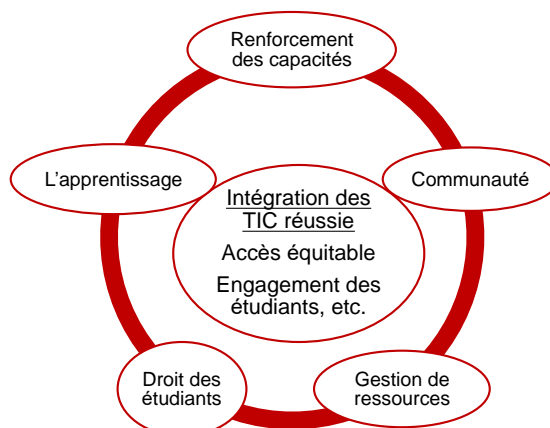 Renforcement
des capacités
L'apprentissage
Communauté
Intégration des
TIC réussie
Accès équitable
Engagement des
étudiants, etc.
Droit des
étudiants
Gestion de
ressources